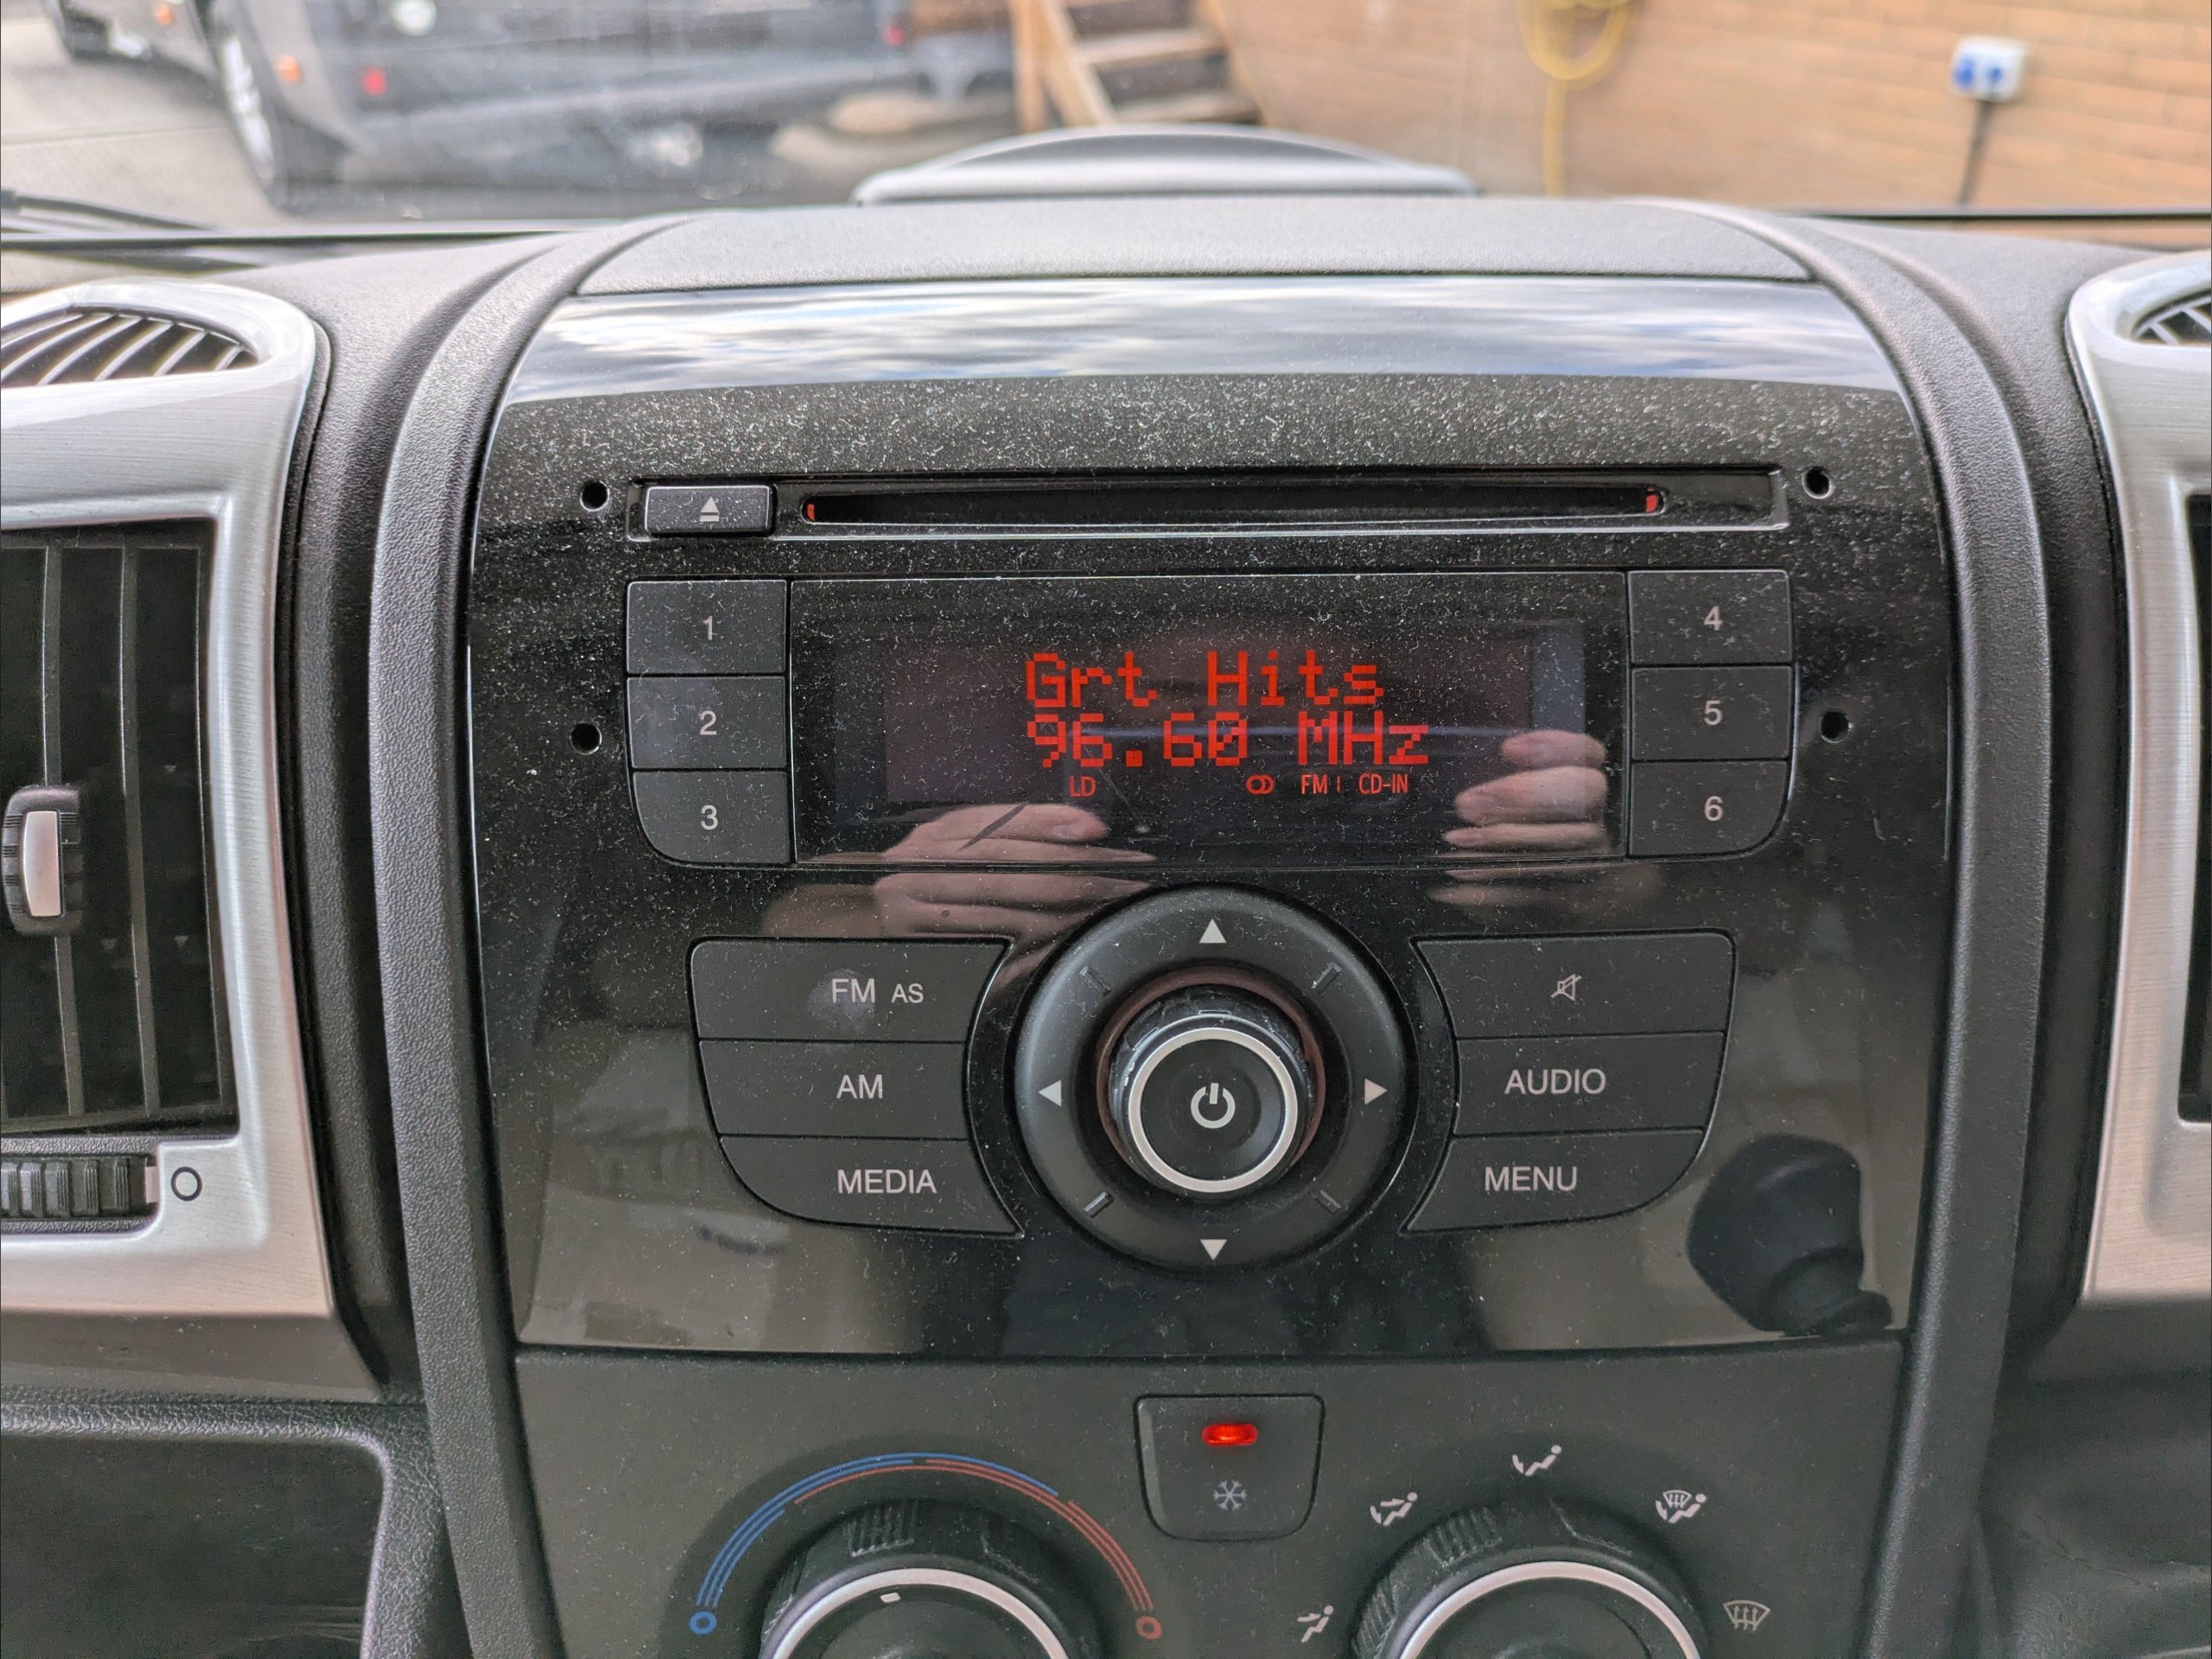 1
4
Grt Hits
2
5
96.60 MHz
LD FM1 CD-IN
3
6
FM AS
AM
AUDIO
MEDIA
MENU